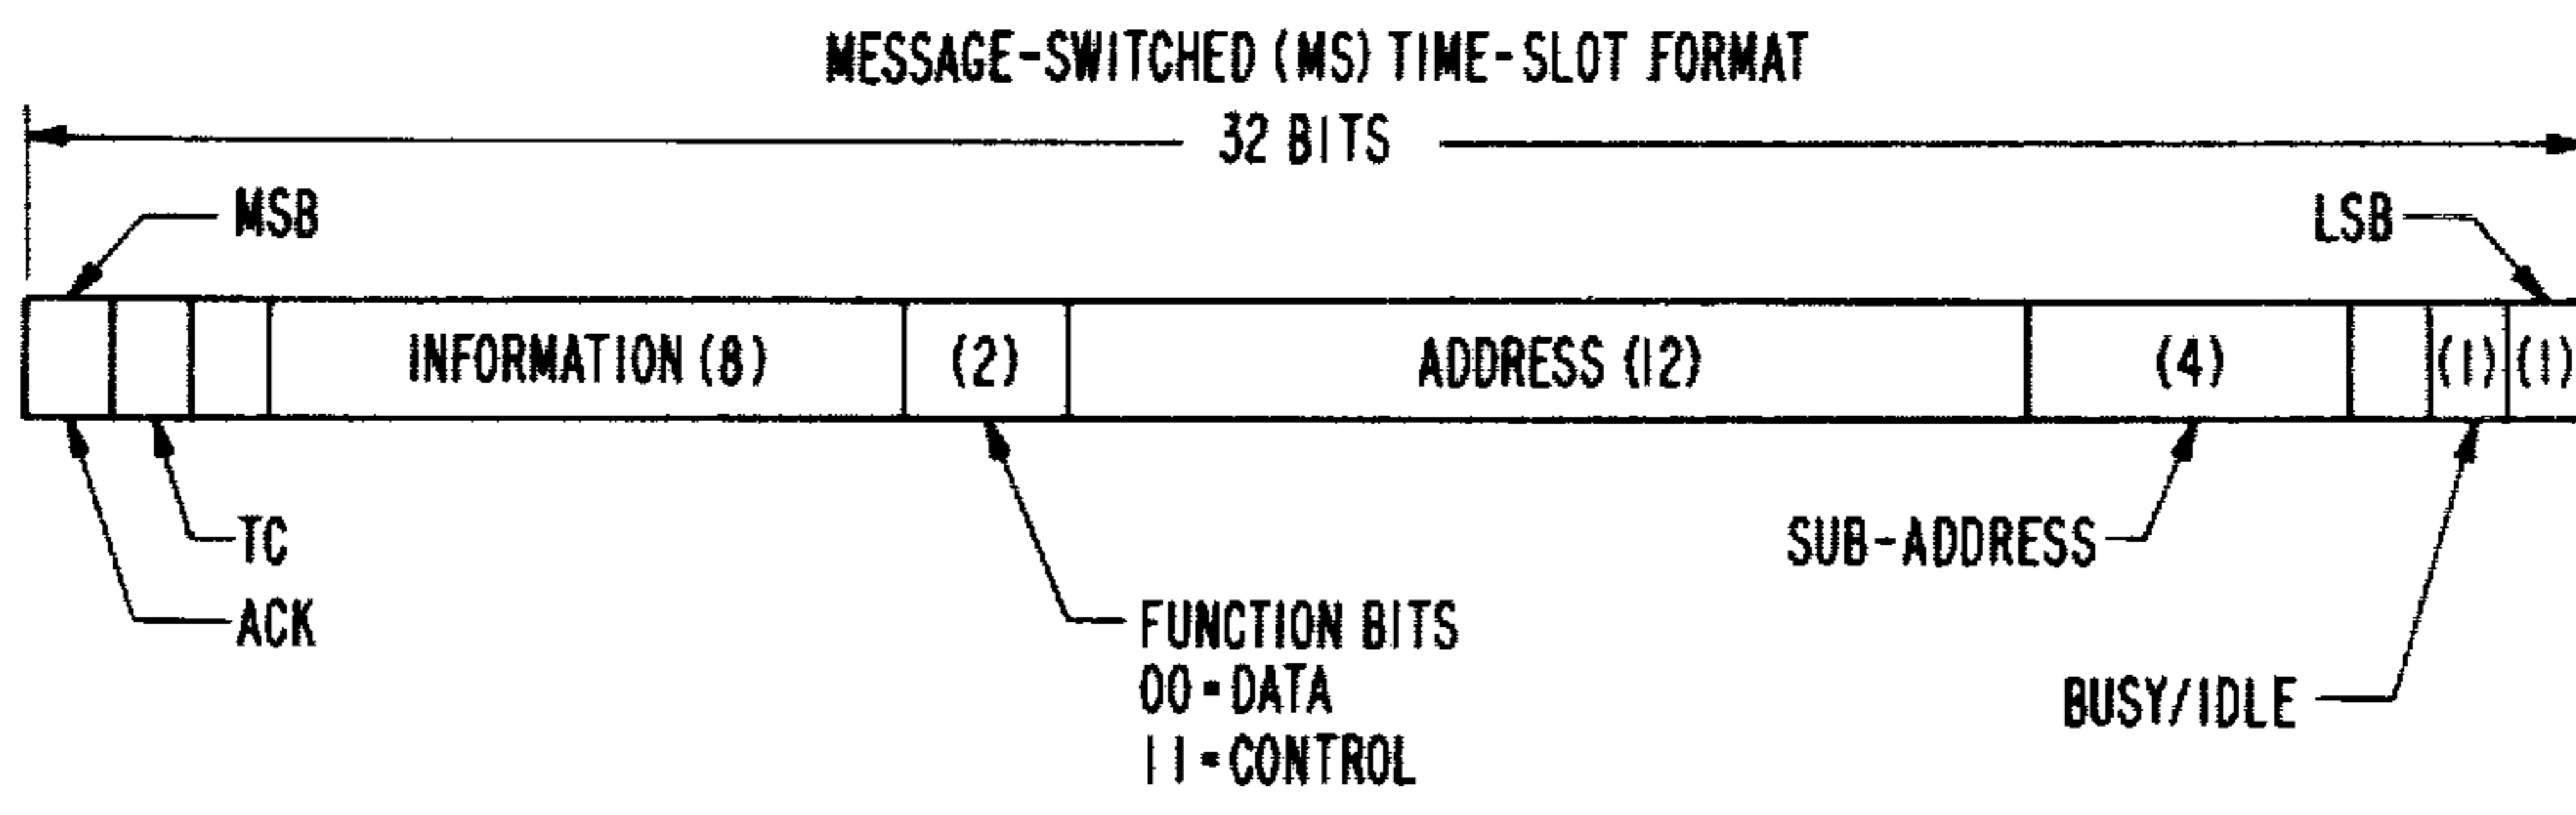 MESSAGE-SWITCHED (MS) TIME-SLOT FORMAT
32 BITS
MSB
LSB
INFORMATION (8)
(2)
ADDRESS (12)
(4)
(1)
(1)
TC
ACK
FUNCTION BITS
00=DATA
11=CONTROL
SUB-ADDRESS
BUSY/IDLE